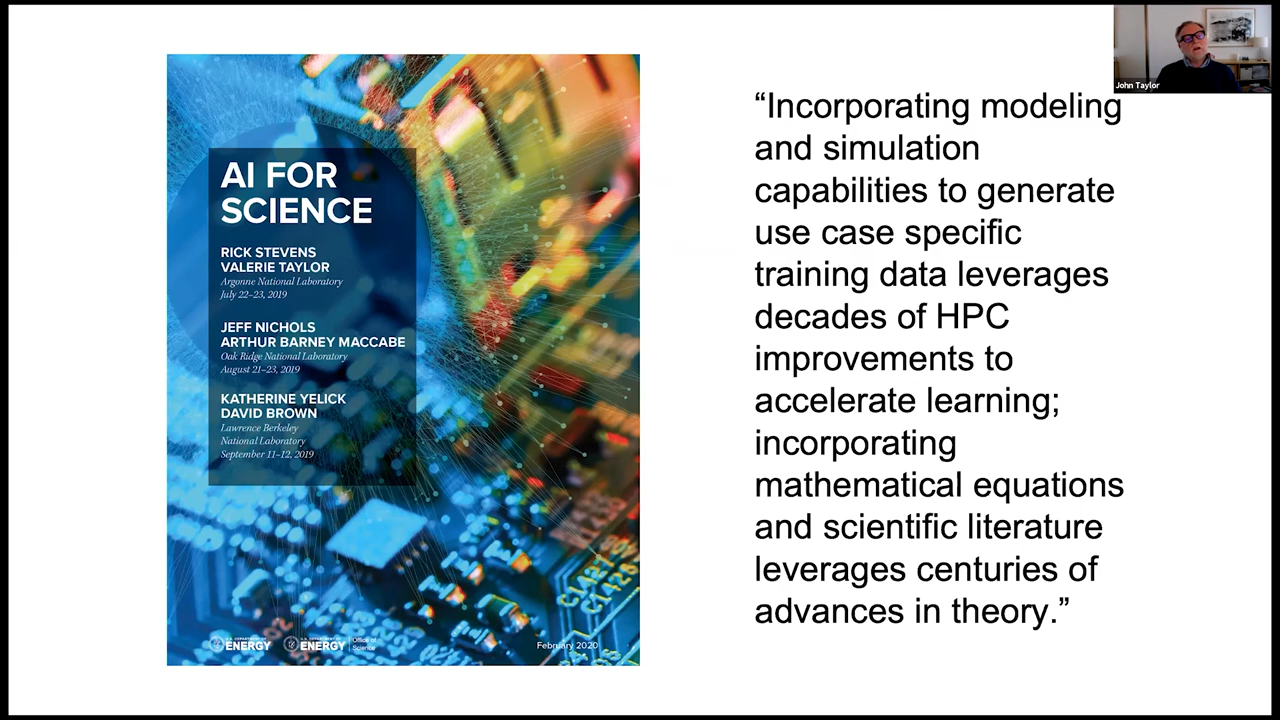 John Taylor
AI FOR
SCIENCE
RICK STEVENS
VALERIE TAYLOR
Argonne National Laboratory
July 22–23, 2019
JEFF NICHOLS
ARTHUR BARNEY MACCABE
Oak Ridge National Laboratory
August 21–23, 2019
KATHERINE YELICK
DAVID BROWN
Lawrence Berkeley
National Laboratory
September 11–12, 2019
U.S. DEPARTMENT OF
ENERGY
U.S. DEPARTMENT OF
ENERGY
Office of
Science
February 2020
“Incorporating modeling
and simulation
capabilities to generate
use case specific
training data leverages
decades of HPC
improvements to
accelerate learning;
incorporating
mathematical equations
and scientific literature
leverages centuries of
advances in theory.”